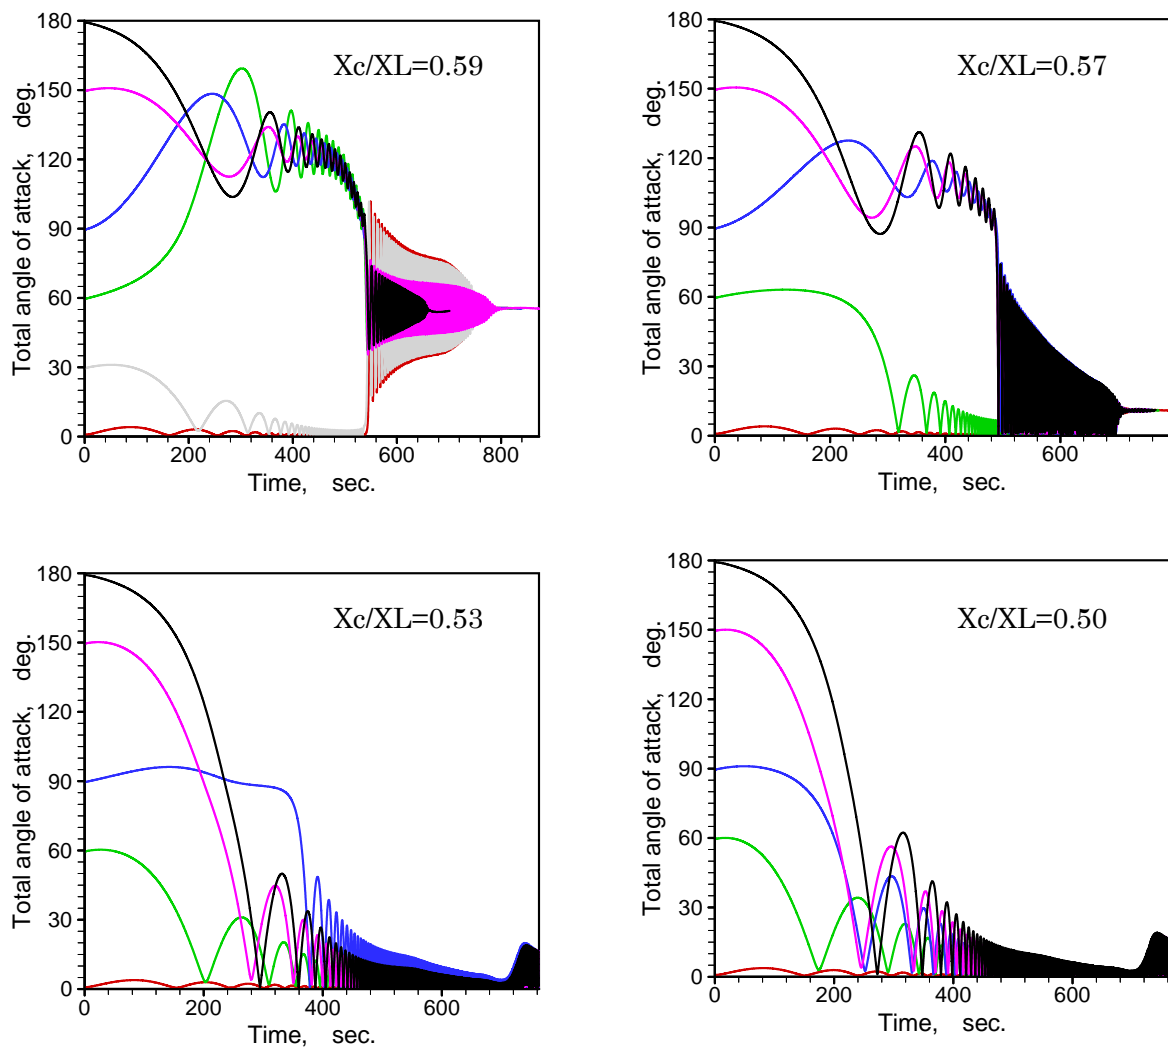 180
150
120
90
60
30
0
Total angle of attack, deg.
Xc/XL=0.59
0 200 400 600 800
Time, sec.
180
150
120
90
60
30
0
Total angle of attack, deg.
Xc/XL=0.57
0 200 400 600
Time, sec.
180
150
120
90
60
30
0
Total angle of attack, deg.
Xc/XL=0.53
0 200 400 600
Time, sec.
180
150
120
90
60
30
0
Total angle of attack, deg.
Xc/XL=0.50
0 200 400 600
Time, sec.